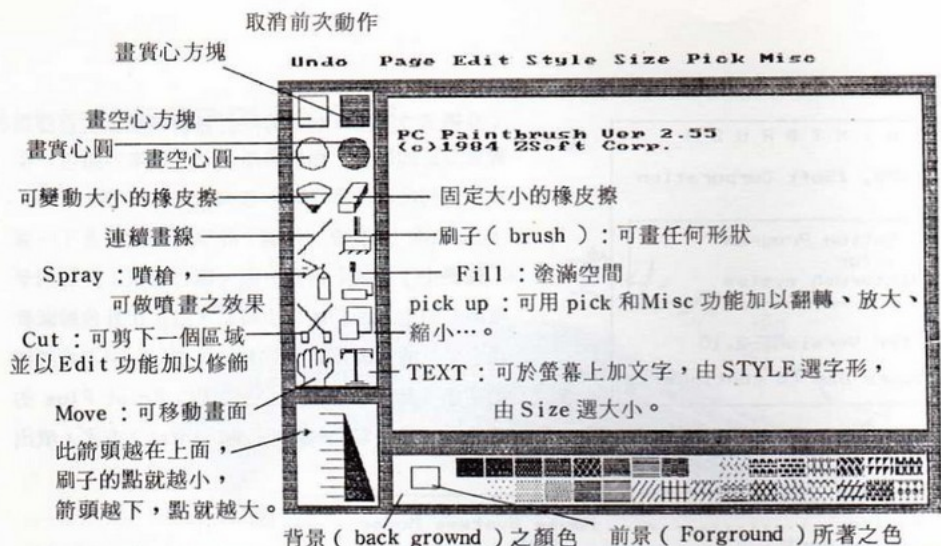 取消前次動作
畫實心方塊
Undo Page Edit Style Size Pick Misc
畫空心方塊
畫實心圓
畫空心圓
PC Paintbrush Ver 2.55
(c)1984 ZSoft Corp.
可變動大小的橡皮擦
固定大小的橡皮擦
連續畫線
刷子(brush):可畫任何形狀
Spray:噴槍,
可做噴畫之效果
Fill:塗滿空間
pick up:可用 pick 和Misc 功能加以翻轉、放大、
縮小…。
Cut:可剪下一個區域
並以Edit 功能加以修飾
TEXT:可於螢幕上加文字,由STYLE選字形,
由Size 選大小。
Move:可移動畫面
此箭頭越在上面,
刷子的點就越小,
箭頭越下,點就越大。
背景(back grownd)之顏色
前景(Forground)所著之色